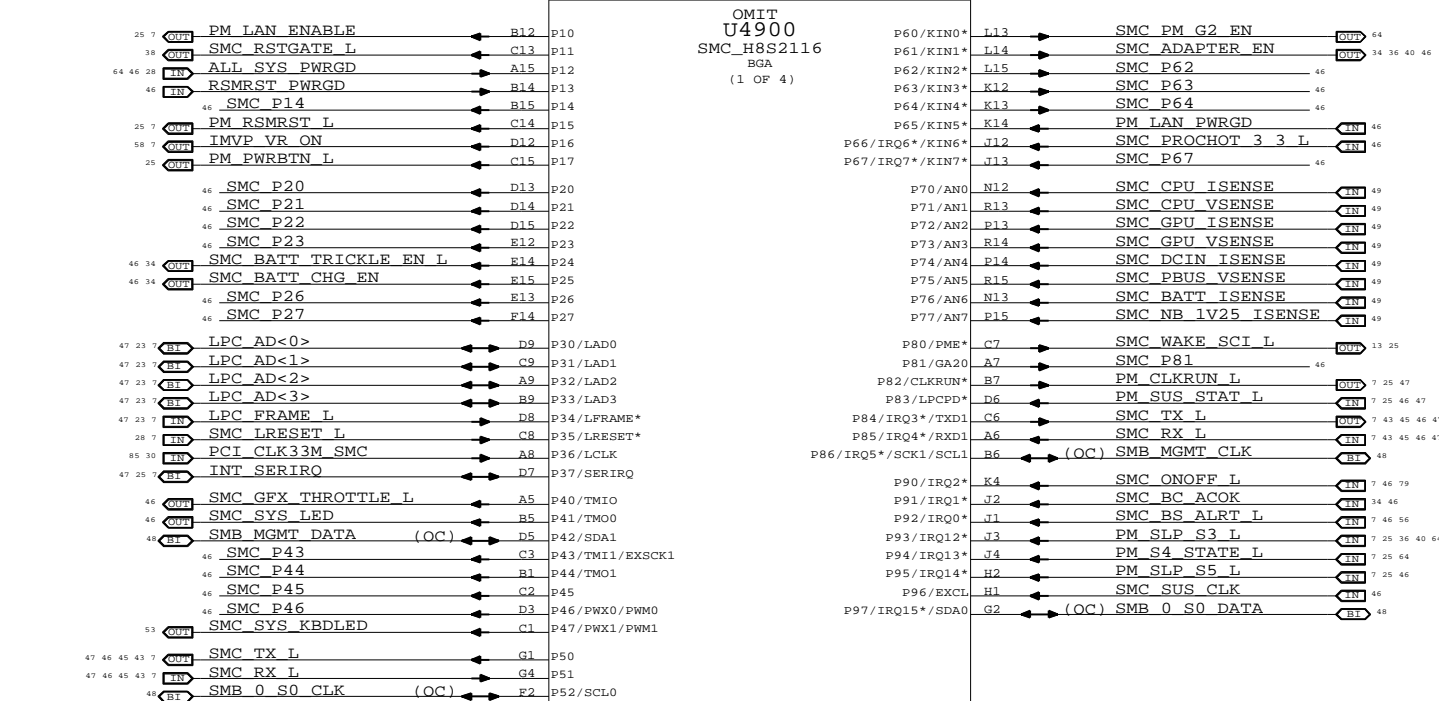 OMIT
U4900
SMC_H8S2116
BGA
(1 OF 4)
25 7 OUT PM_LAN_ENABLE B12 P10
38 OUT SMC_RSTGATE_L C13 P11
64 46 28 IN ALL_SYS_PWRGD A15 P12
46 IN RSMRST_PWRGD B14 P13
46 SMC_P14 B15 P14
25 7 OUT PM_RSMRST_L C14 P15
58 7 OUT IMVP_VR_ON D12 P16
25 OUT PM_PWRBTN_L C15 P17
46 SMC_P20 D13 P20
46 SMC_P21 D14 P21
46 SMC_P22 D15 P22
46 SMC_P23 E12 P23
46 34 OUT SMC_BATT_TRICKLE_EN_L E14 P24
46 34 OUT SMC_BATT_CHG_EN E15 P25
46 SMC_P26 E13 P26
46 SMC_P27 F14 P27
47 23 7 BI LPC_AD<0> D9 P30/LAD0
47 23 7 BI LPC_AD<1> C9 P31/LAD1
47 23 7 BI LPC_AD<2> A9 P32/LAD2
47 23 7 BI LPC_AD<3> B9 P33/LAD3
47 23 7 IN LPC_FRAME_L D8 P34/LFRAME*
28 7 IN SMC_LRESET_L C8 P35/LRESET*
85 30 IN PCI_CLK33M_SMC A8 P36/LCLK
47 25 7 BI INT_SERIRQ D7 P37/SERIRQ
46 OUT SMC_GFX_THROTTLE_L A5 P40/TMIO
46 OUT SMC_SYS_LED B5 P41/TMO0
48 BI SMB_MGMT_DATA (OC) D5 P42/SDA1
46 SMC_P43 C3 P43/TMI1/EXSCK1
46 SMC_P44 B1 P44/TMO1
46 SMC_P45 C2 P45
46 SMC_P46 D3 P46/PWX0/PWM0
53 OUT SMC_SYS_KBDLED C1 P47/PWX1/PWM1
47 46 45 43 7 OUT SMC_TX_L G1 P50
47 46 45 43 7 IN SMC_RX_L G4 P51
48 BI SMB_0_S0_CLK (OC) F2 P52/SCL0
P60/KIN0* L13 SMC_PM_G2_EN OUT 64
P61/KIN1* L14 SMC_ADAPTER_EN OUT 34 36 40 46
P62/KIN2* L15 SMC_P62 46
P63/KIN3* K12 SMC_P63 46
P64/KIN4* K13 SMC_P64 46
P65/KIN5* K14 PM_LAN_PWRGD IN 46
P66/IRQ6*/KIN6* J12 SMC_PROCHOT_3_3_L IN 46
P67/IRQ7*/KIN7* J13 SMC_P67 46
P70/AN0 N12 SMC_CPU_ISENSE IN 49
P71/AN1 R13 SMC_CPU_VSENSE IN 49
P72/AN2 P13 SMC_GPU_ISENSE IN 49
P73/AN3 R14 SMC_GPU_VSENSE IN 49
P74/AN4 P14 SMC_DCIN_ISENSE IN 49
P75/AN5 R15 SMC_PBUS_VSENSE IN 49
P76/AN6 N13 SMC_BATT_ISENSE IN 49
P77/AN7 P15 SMC_NB_1V25_ISENSE IN 49
P80/PME* C7 SMC_WAKE_SCI_L OUT 13 25
P81/GA20 A7 SMC_P81 46
P82/CLKRUN* B7 PM_CLKRUN_L OUT 7 25 47
P83/LPCPD* D6 PM_SUS_STAT_L IN 7 25 46 47
P84/IRQ3*/TXD1 C6 SMC_TX_L OUT 7 43 45 46 47
P85/IRQ4*/RXD1 A6 SMC_RX_L IN 7 43 45 46 47
P86/IRQ5*/SCK1/SCL1 B6 (OC) SMB_MGMT_CLK BI 48
P90/IRQ2* K4 SMC_ONOFF_L IN 7 46 79
P91/IRQ1* J2 SMC_BC_ACOK IN 34 46
P92/IRQ0* J1 SMC_BS_ALRT_L IN 7 46 56
P93/IRQ12* J3 PM_SLP_S3_L IN 7 25 36 40 64
P94/IRQ13* J4 PM_S4_STATE_L IN 7 25 64
P95/IRQ14* H2 PM_SLP_S5_L IN 7 25 46
P96/EXCL H1 SMC_SUS_CLK IN 46
P97/IRQ15*/SDA0 G2 (OC) SMB_0_S0_DATA BI 48